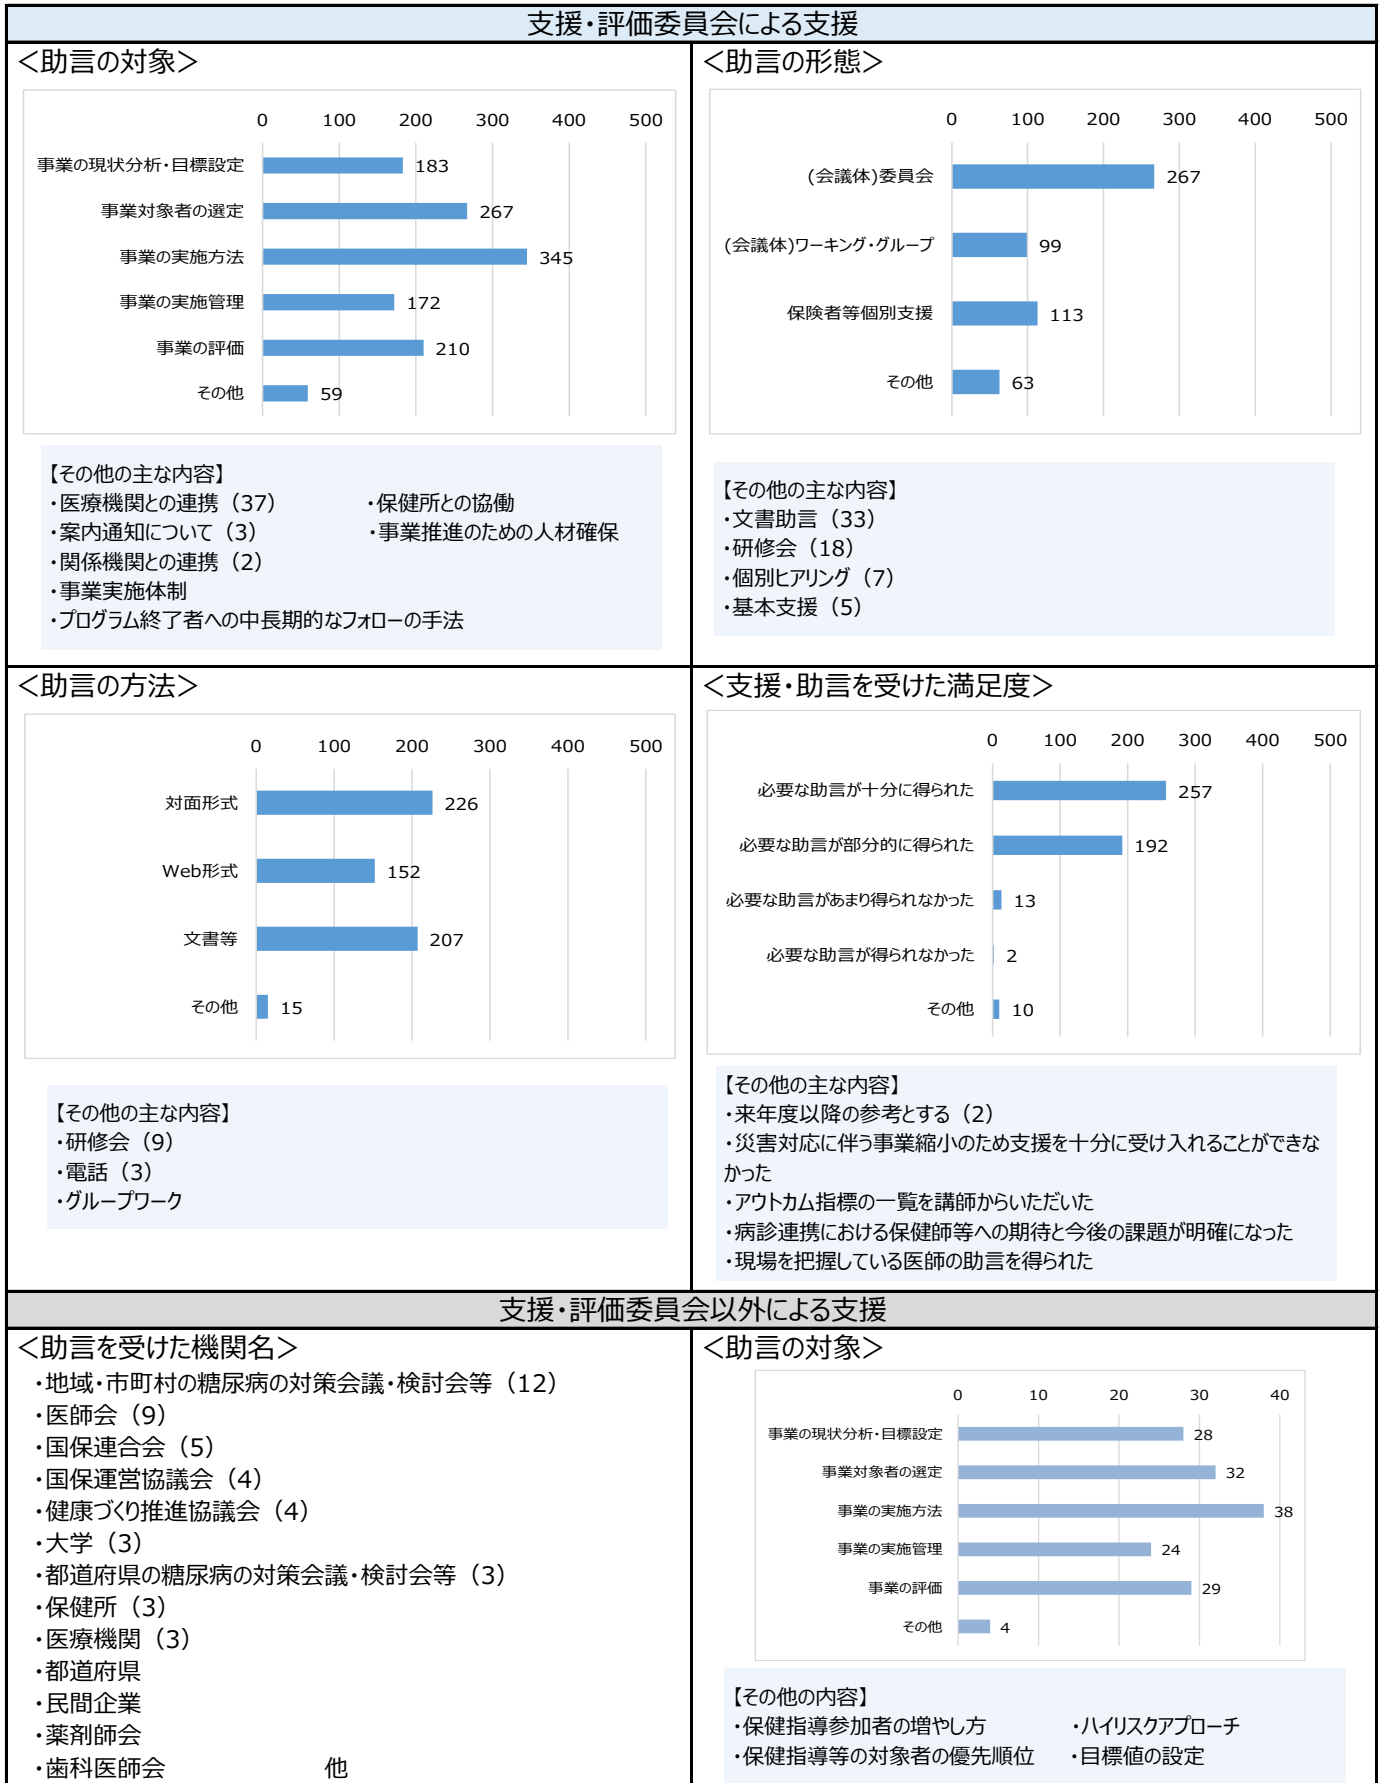 支援・評価委員会による支援
＜助言の対象＞
0 100 200 300 400 500
事業の現状分析・目標設定 183
事業対象者の選定 267
事業の実施方法 345
事業の実施管理 172
事業の評価 210
その他 59
【その他の主な内容】
・医療機関との連携（37） ・保健所との協働
・案内通知について（3） ・事業推進のための人材確保
・関係機関との連携（2）
・事業実施体制
・プログラム終了者への中長期的なフォローの手法
＜助言の形態＞
0 100 200 300 400 500
(会議体)委員会 267
(会議体)ワーキング・グループ 99
保険者等個別支援 113
その他 63
【その他の主な内容】
・文書助言（33）
・研修会（18）
・個別ヒアリング（7）
・基本支援（5）
＜助言の方法＞
0 100 200 300 400 500
対面形式 226
Web形式 152
文書等 207
その他 15
【その他の主な内容】
・研修会（9）
・電話（3）
・グループワーク
＜支援・助言を受けた満足度＞
0 100 200 300 400 500
必要な助言が十分に得られた 257
必要な助言が部分的に得られた 192
必要な助言があまり得られなかった 13
必要な助言が得られなかった 2
その他 10
【その他の主な内容】
・来年度以降の参考とする（2）
・災害対応に伴う事業縮小のため支援を十分に受け入れることができな
かった
・アウトカム指標の一覧を講師からいただいた
・病診連携における保健師等への期待と今後の課題が明確になった
・現場を把握している医師の助言を得られた
支援・評価委員会以外による支援
＜助言を受けた機関名＞
・地域・市町村の糖尿病の対策会議・検討会等（12）
・医師会（9）
・国保連合会（5）
・国保運営協議会（4）
・健康づくり推進協議会（4）
・大学（3）
・都道府県の糖尿病の対策会議・検討会等（3）
・保健所（3）
・医療機関（3）
・都道府県
・民間企業
・薬剤師会
・歯科医師会 他
＜助言の対象＞
0 10 20 30 40
事業の現状分析・目標設定 28
事業対象者の選定 32
事業の実施方法 38
事業の実施管理 24
事業の評価 29
その他 4
【その他の内容】
・保健指導参加者の増やし方 ・ハイリスクアプローチ
・保健指導等の対象者の優先順位 ・目標値の設定